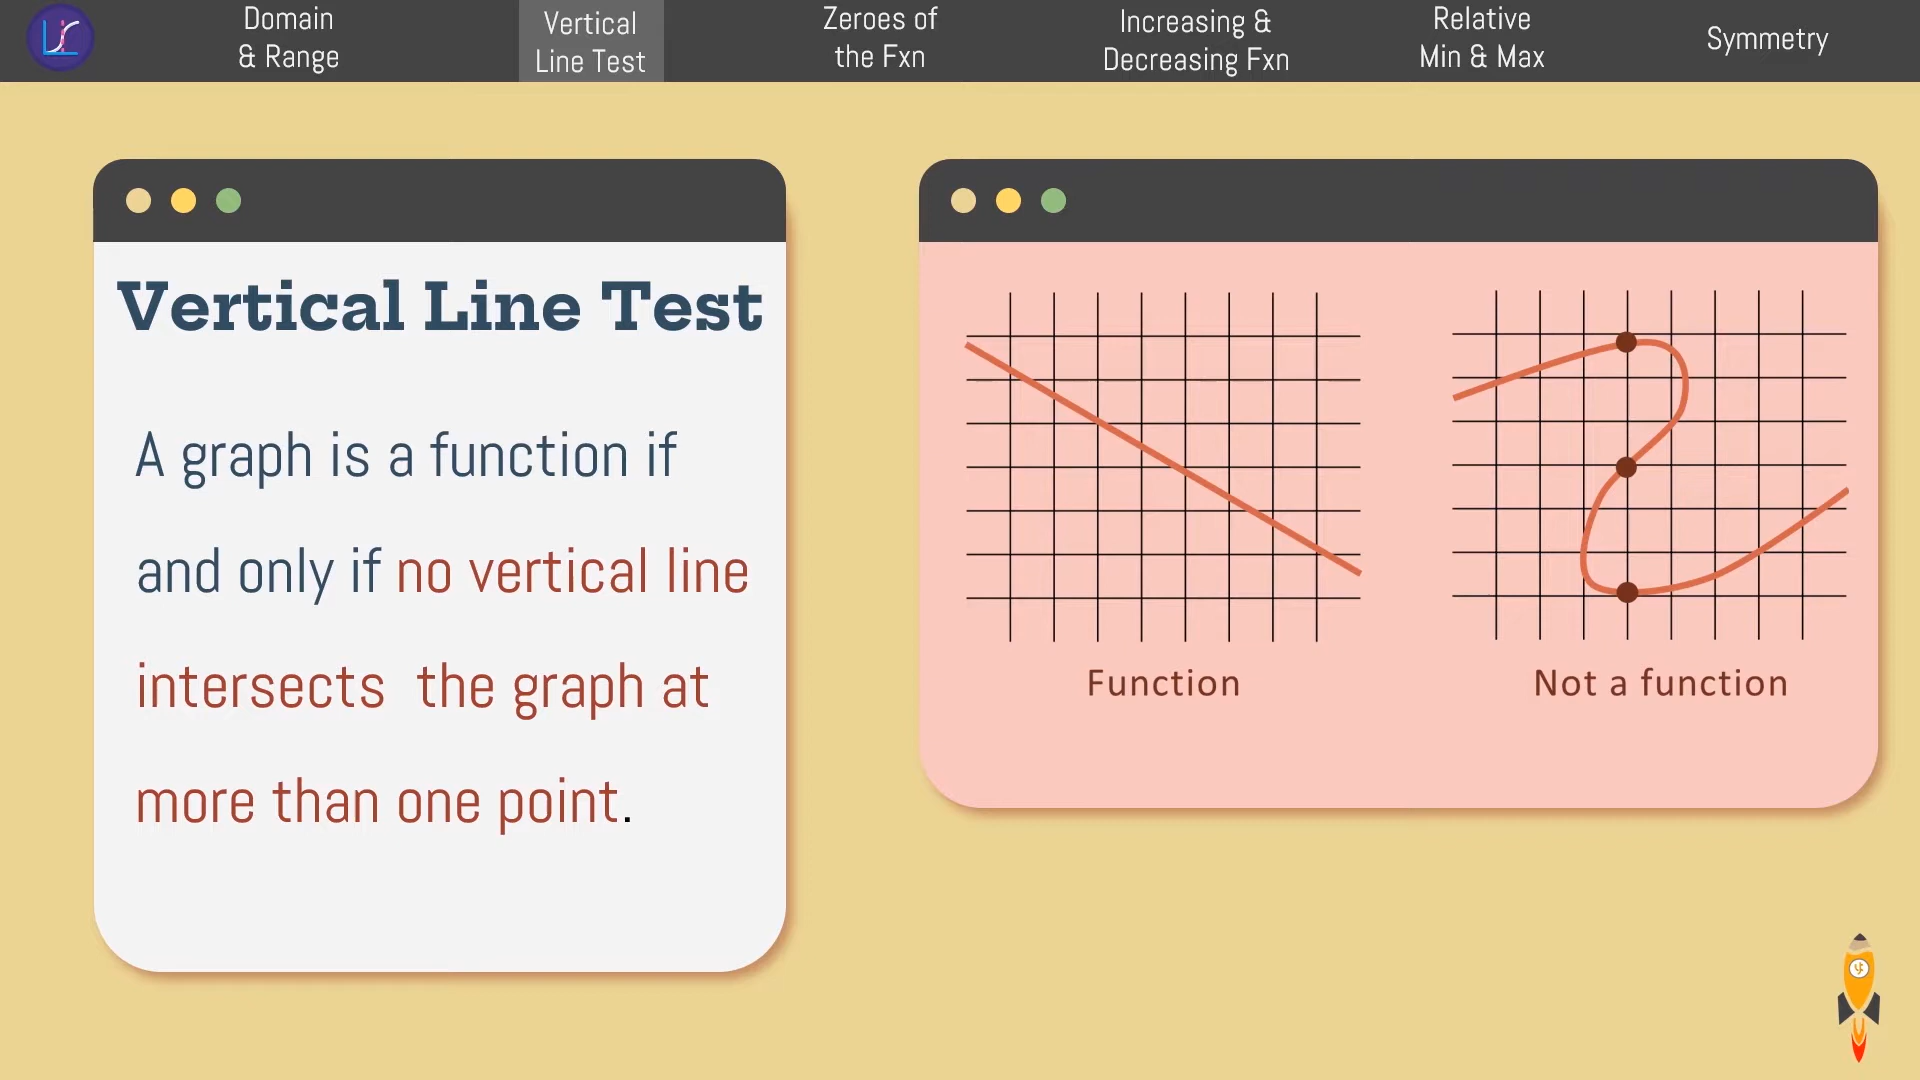 Domain
& Range
Vertical
Line Test
Zeroes of
the Fxn
Increasing &
Decreasing Fxn
Relative
Min & Max
Symmetry
Vertical Line Test
A graph is a function if
and only if no vertical line
intersects the graph at
more than one point.
Function
Not a function